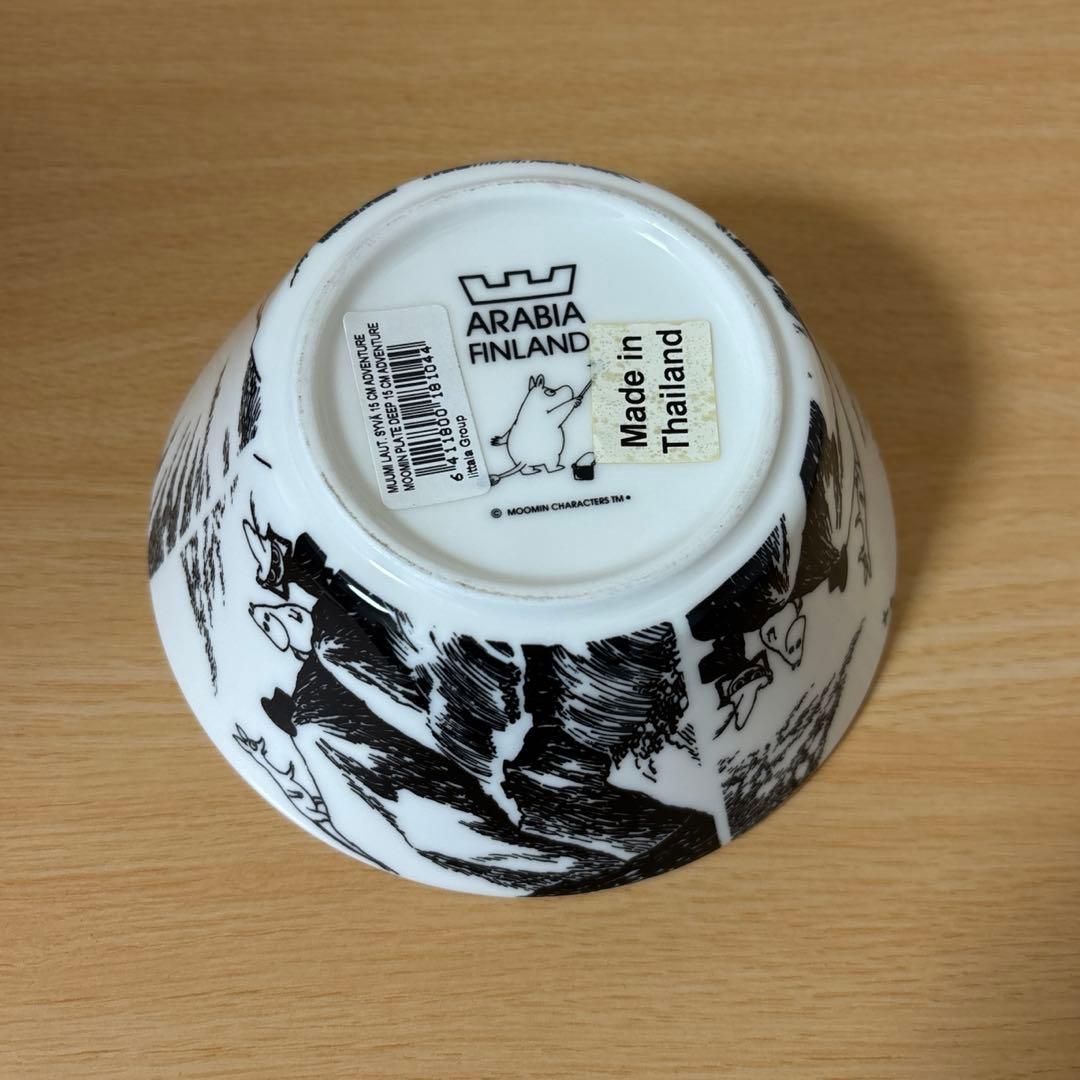 ARABIA
FINLAND
© MOOMIN CHARACTERS TM
MUUMI LAUT. SYVÄ 15 CM ADVENTURE
MOOMIN PLATE DEEP 15 CM ADVENTURE
6 411800 181044
Iittala Group
Made in
Thailand